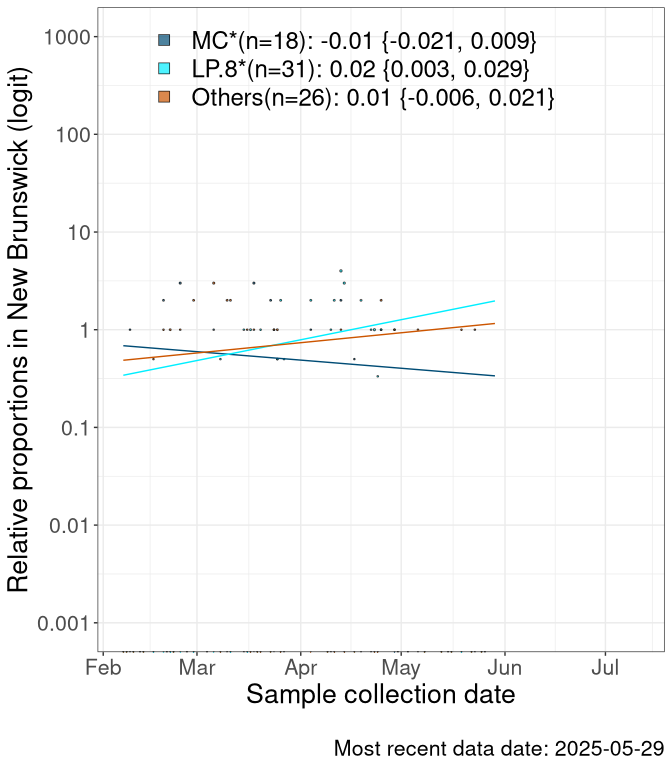 MC*(n=18): -0.01 {-0.021, 0.009}
LP.8*(n=31): 0.02 {0.003, 0.029}
Others(n=26): 0.01 {-0.006, 0.021}
Relative proportions in New Brunswick (logit)
1000
100
10
1
0.1
0.01
0.001
Feb Mar Apr May Jun Jul
Sample collection date
Most recent data date: 2025-05-29